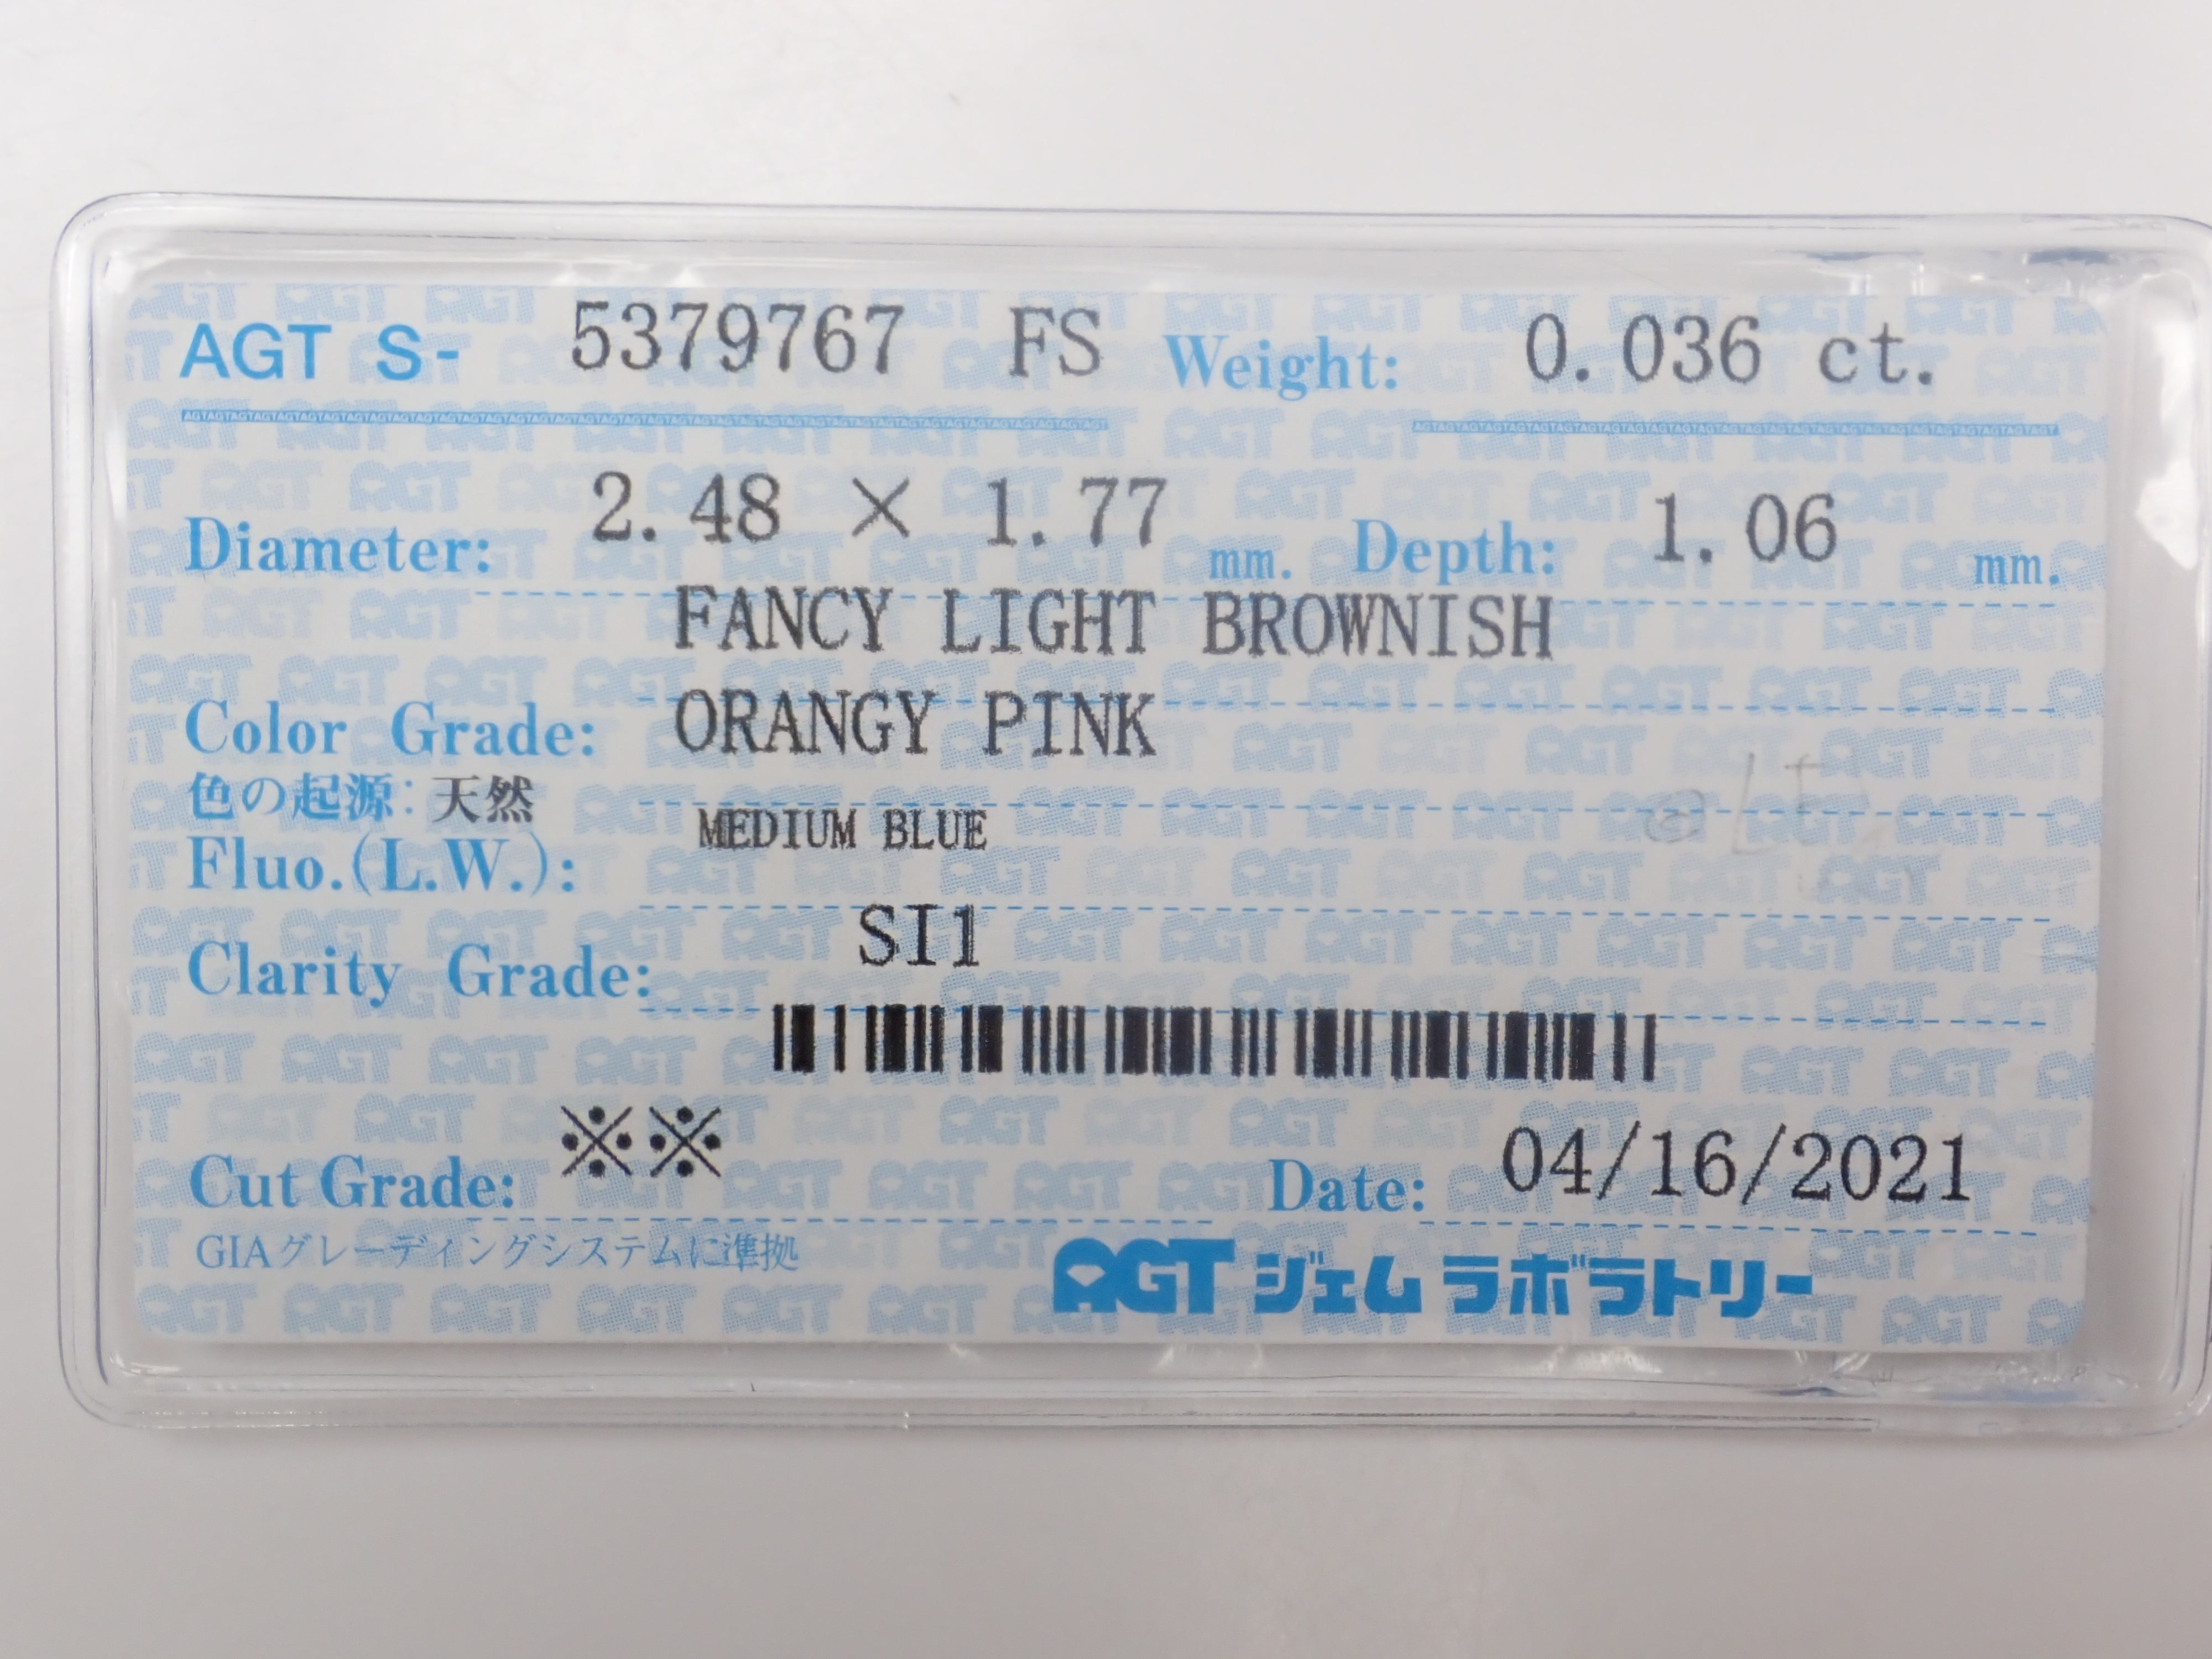 AGT S- 5379767 FS Weight: 0.036 ct.
Diameter: 2.48 × 1.77 mm. Depth: 1.06 mm.
FANCY LIGHT BROWNISH
Color Grade: ORANGY PINK
色の起源: 天然
Fluo.(L.W.): MEDIUM BLUE
Clarity Grade: SI1
Cut Grade: ※※ Date: 04/16/2021
GIAグレーディングシステムに準拠
AGT ジェム ラボラトリー